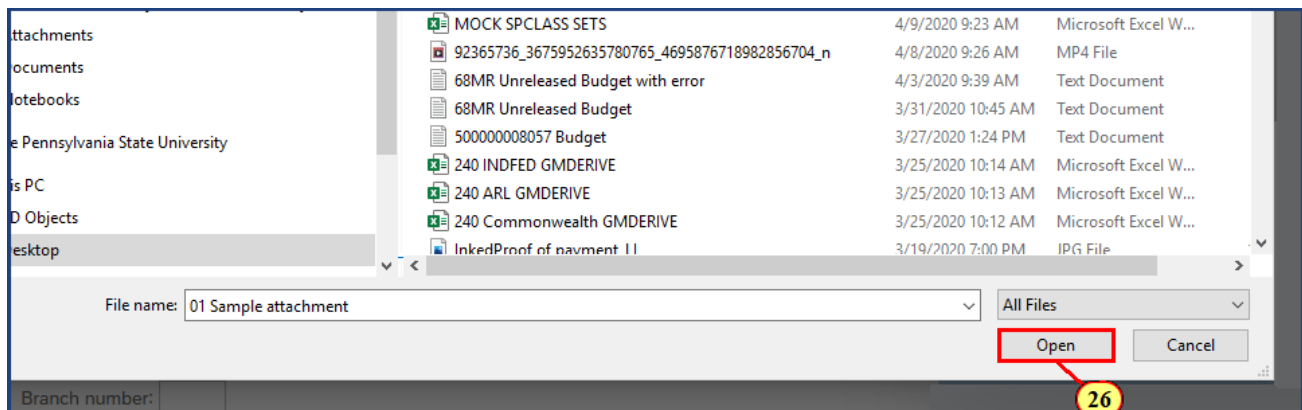 MOCK SPCLASS SETS 4/9/2020 9:23 AM Microsoft Excel W...
ttachments
92365736_3675952635780765_4695876718982856704_n 4/8/2020 9:26 AM MP4 File
ocuments
68MR Unreleased Budget with error 4/3/2020 9:39 AM Text Document
lotebooks
68MR Unreleased Budget 3/31/2020 10:45 AM Text Document
e Pennsylvania State University
500000008057 Budget 3/27/2020 1:24 PM Text Document
240 INDFED GMDERIVE 3/25/2020 10:14 AM Microsoft Excel W...
is PC
240 ARL GMDERIVE 3/25/2020 10:13 AM Microsoft Excel W...
D Objects
240 Commonwealth GMDERIVE 3/25/2020 10:12 AM Microsoft Excel W...
esktop
InkedProof of payment_LI 3/19/2020 7:00 PM JPG File
File name: 01 Sample attachment All Files
Open Cancel
Branch number:
26